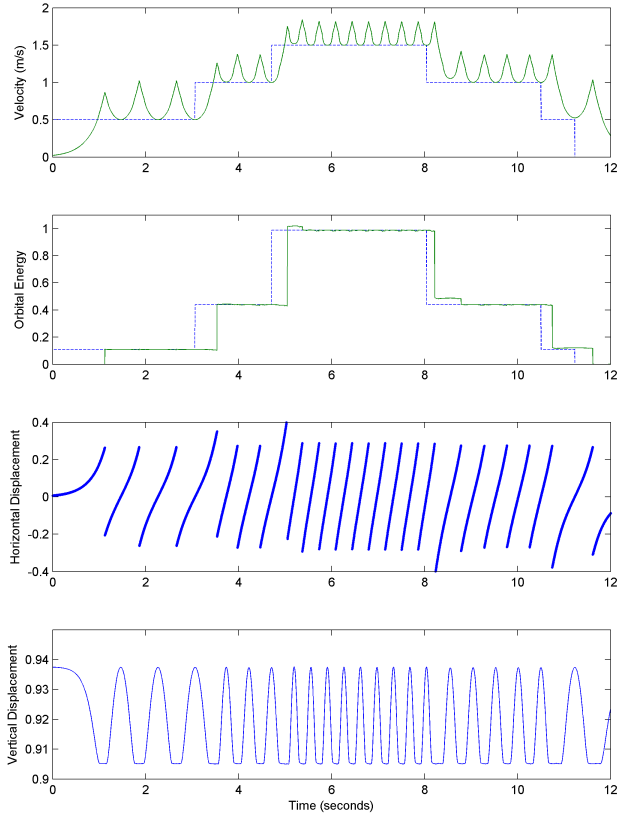 2
1.5
1
0.5
0
Velocity (m/s)
0 2 4 6 8 10 12
1
0.8
0.6
0.4
0.2
0
Orbital Energy
0 2 4 6 8 10 12
0.4
0.2
0
-0.2
-0.4
Horizontal Displacement
0 2 4 6 8 10 12
0.94
0.93
0.92
0.91
0.9
Vertical Displacement
0 2 4 6 8 10 12
Time (seconds)